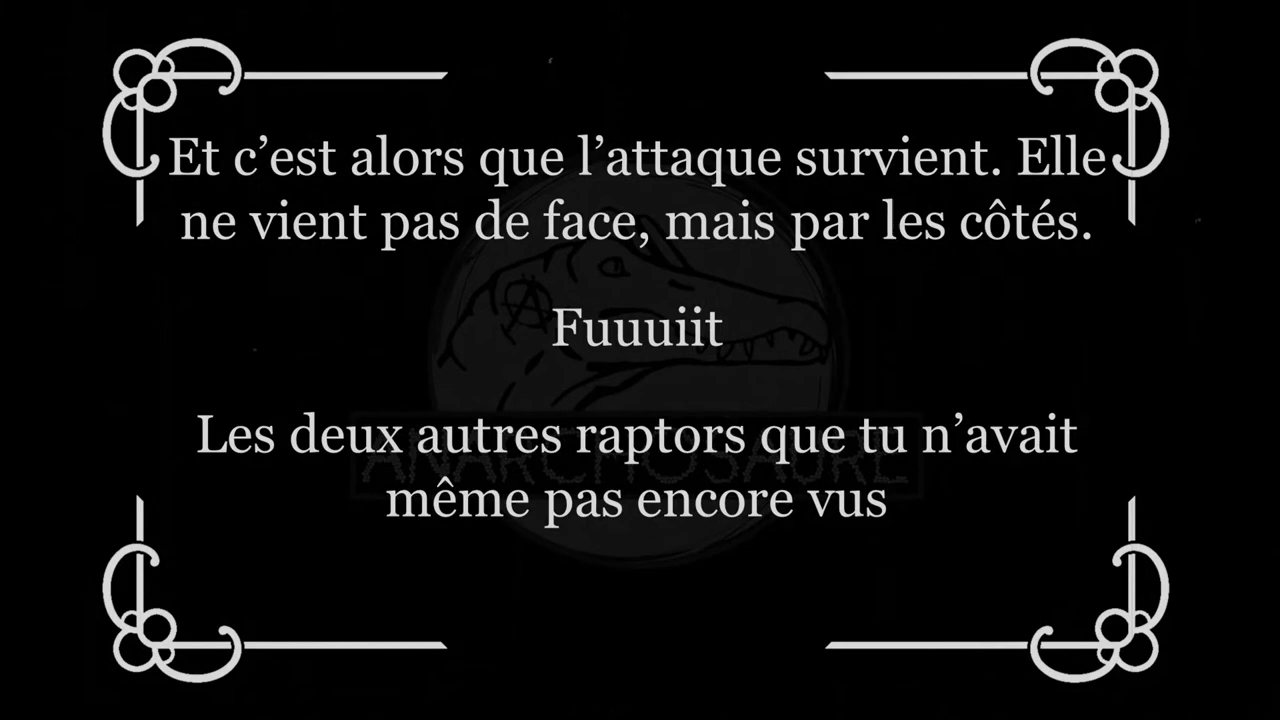 Et c’est alors que l’attaque survient. Elle
ne vient pas de face, mais par les côtés.
Fuuuiit
Les deux autres raptors que tu n’avait
même pas encore vus
ANARCHOSAURE